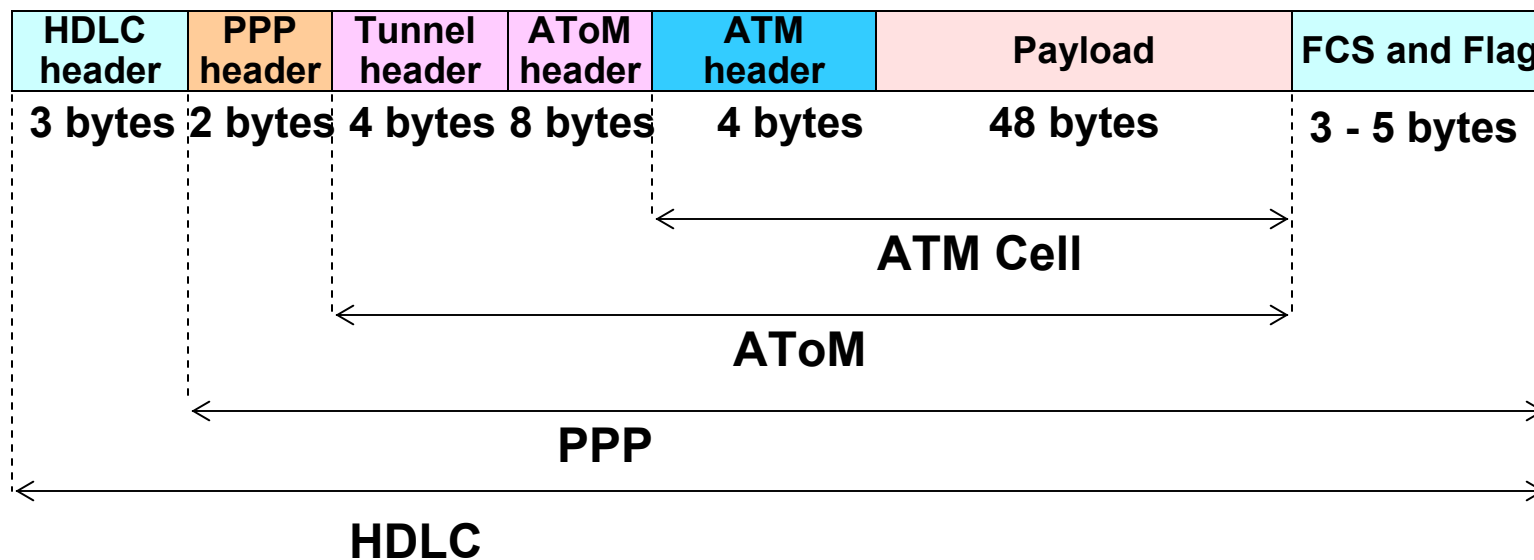 HDLC header
PPP header
Tunnel header
AToM header
ATM header
Payload
FCS and Flag
3 bytes
2 bytes
4 bytes
8 bytes
4 bytes
48 bytes
3 - 5 bytes
ATM Cell
AToM
PPP
HDLC